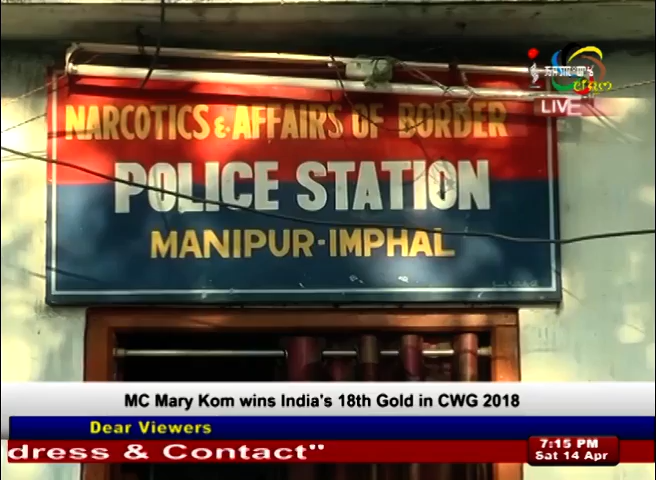 NARCOTICS & AFFAIRS OF BORDER
POLICE STATION
MANIPUR-IMPHAL
LIVE
MC Mary Kom wins India's 18th Gold in CWG 2018
Dear Viewers
dress & Contact"
7:15 PM
Sat 14 Apr